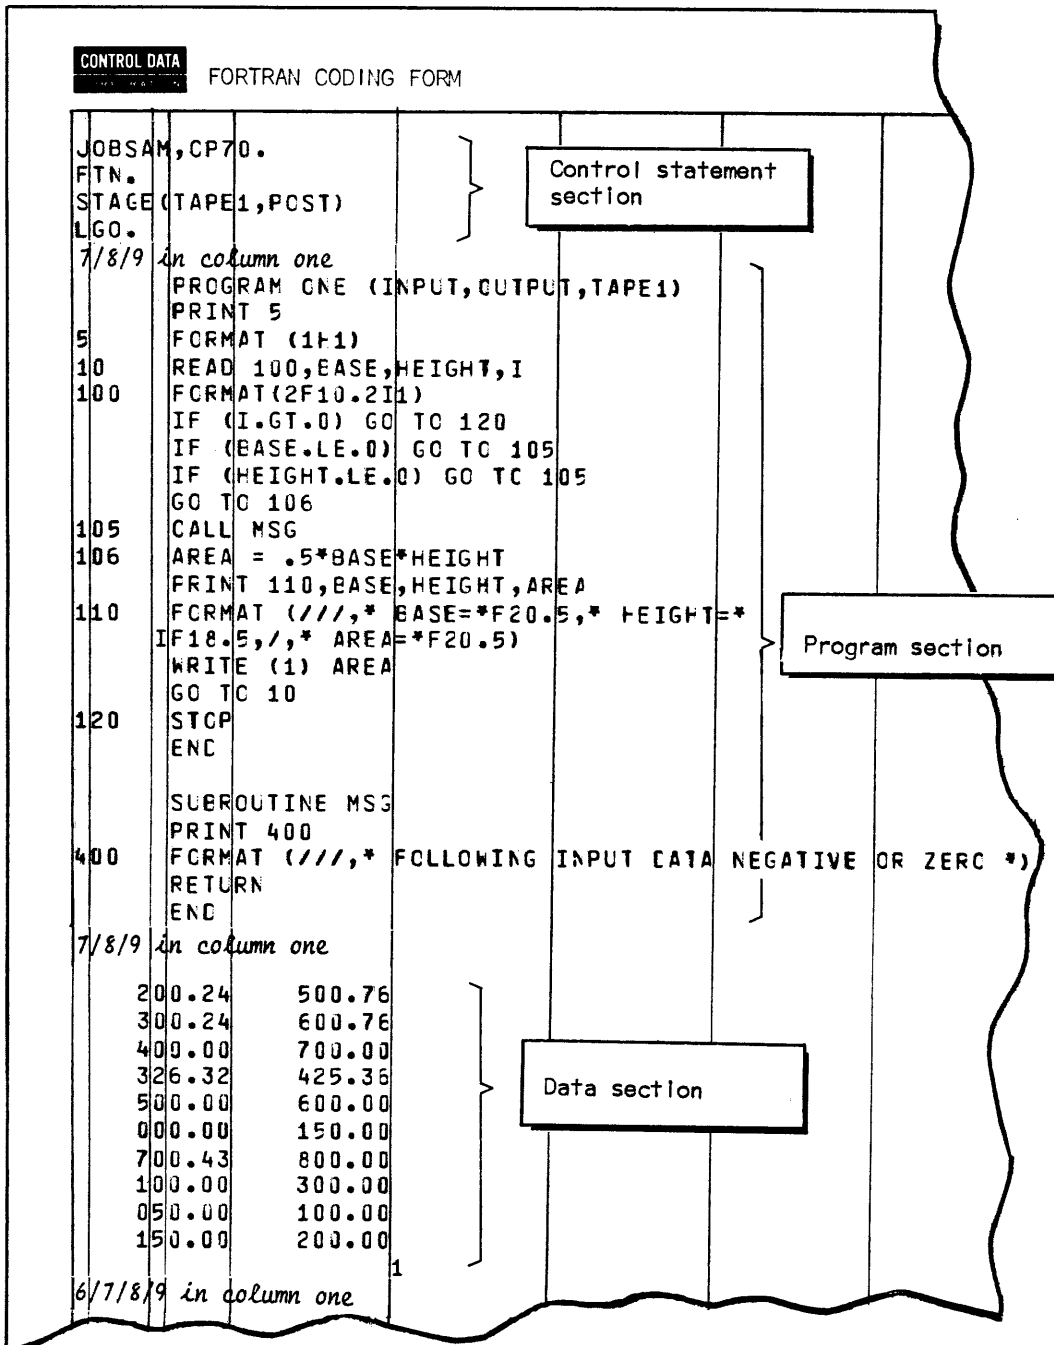 CONTROL DATA
FORTRAN CODING FORM
JOBSAM,CP70.
FTN.
STAGE(TAPE1,POST)
LGO.
Control statement
section
7/8/9 in column one
PROGRAM ONE (INPUT,OUTPUT,TAPE1)
PRINT 5
5 FORMAT (1H1)
10 READ 100,BASE,HEIGHT,I
100 FORMAT(2F10.2I1)
IF (I.GT.0) GO TO 120
IF (BASE.LE.0) GO TO 105
IF (HEIGHT.LE.0) GO TO 105
GO TO 106
105 CALL MSG
106 AREA = .5*BASE*HEIGHT
PRINT 110,BASE,HEIGHT,AREA
110 FORMAT (///,* BASE=*F20.5,* HEIGHT=*
IF18.5,/,* AREA=*F20.5)
WRITE (1) AREA
GO TO 10
120 STOP
END
Program section
SUBROUTINE MSG
PRINT 400
400 FORMAT (///,* FOLLOWING INPUT DATA NEGATIVE OR ZERO *)
RETURN
END
7/8/9 in column one
200.24 500.76
300.24 600.76
400.00 700.00
326.32 425.36
500.00 600.00
000.00 150.00
700.43 800.00
100.00 300.00
050.00 100.00
150.00 200.00
1
Data section
6/7/8/9 in column one